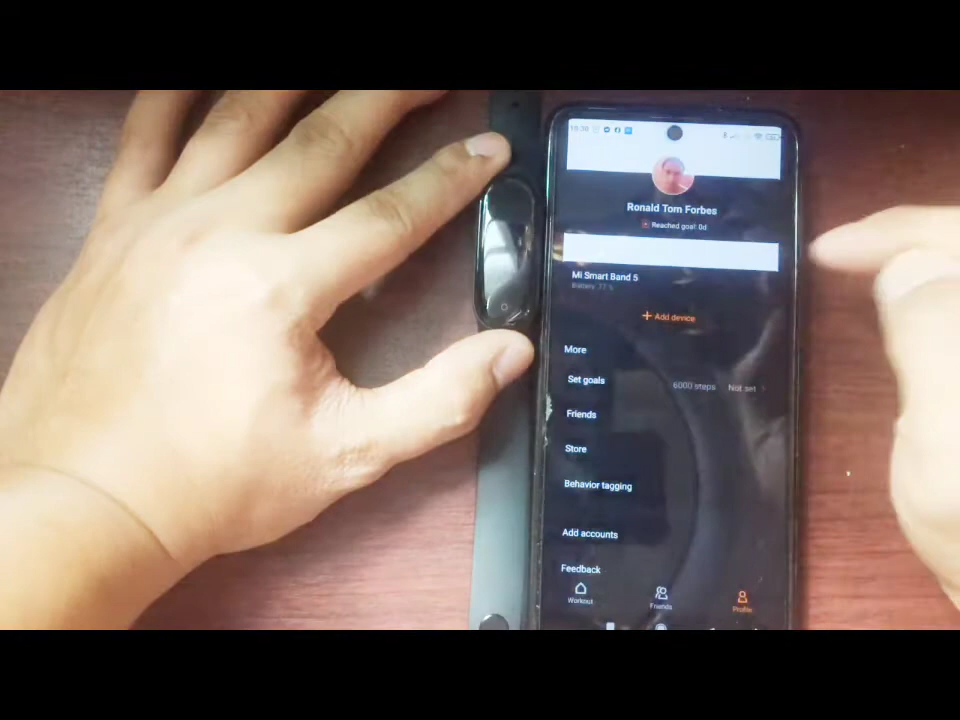 Ronald Tom Forbes
Reached goal: 0d
Mi Smart Band 5
Add device
More
Set goals 6000 steps Not set
Friends
Store
Behavior tagging
Add accounts
Feedback
Workout Friends Profile